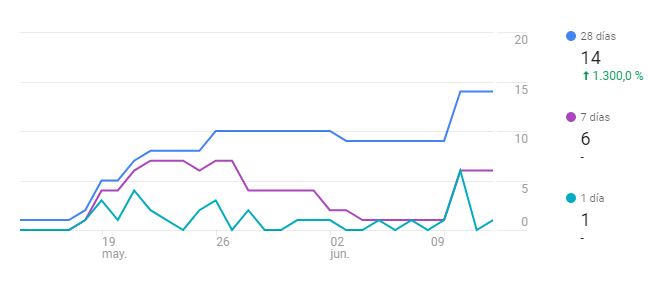 20
15
10
5
0
19
may.
26
02
jun.
09
28 días
14
↑ 1.300,0 %
7 días
6
-
1 día
1
-